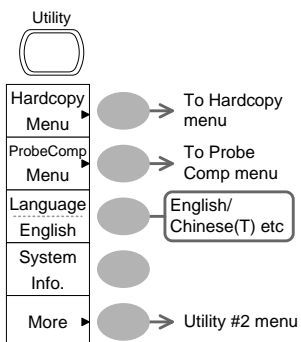 Utility
Hardcopy
Menu
To Hardcopy
menu
ProbeComp
Menu
To Probe
Comp menu
Language
English
English/
Chinese(T) etc
System
Info.
More
Utility #2 menu